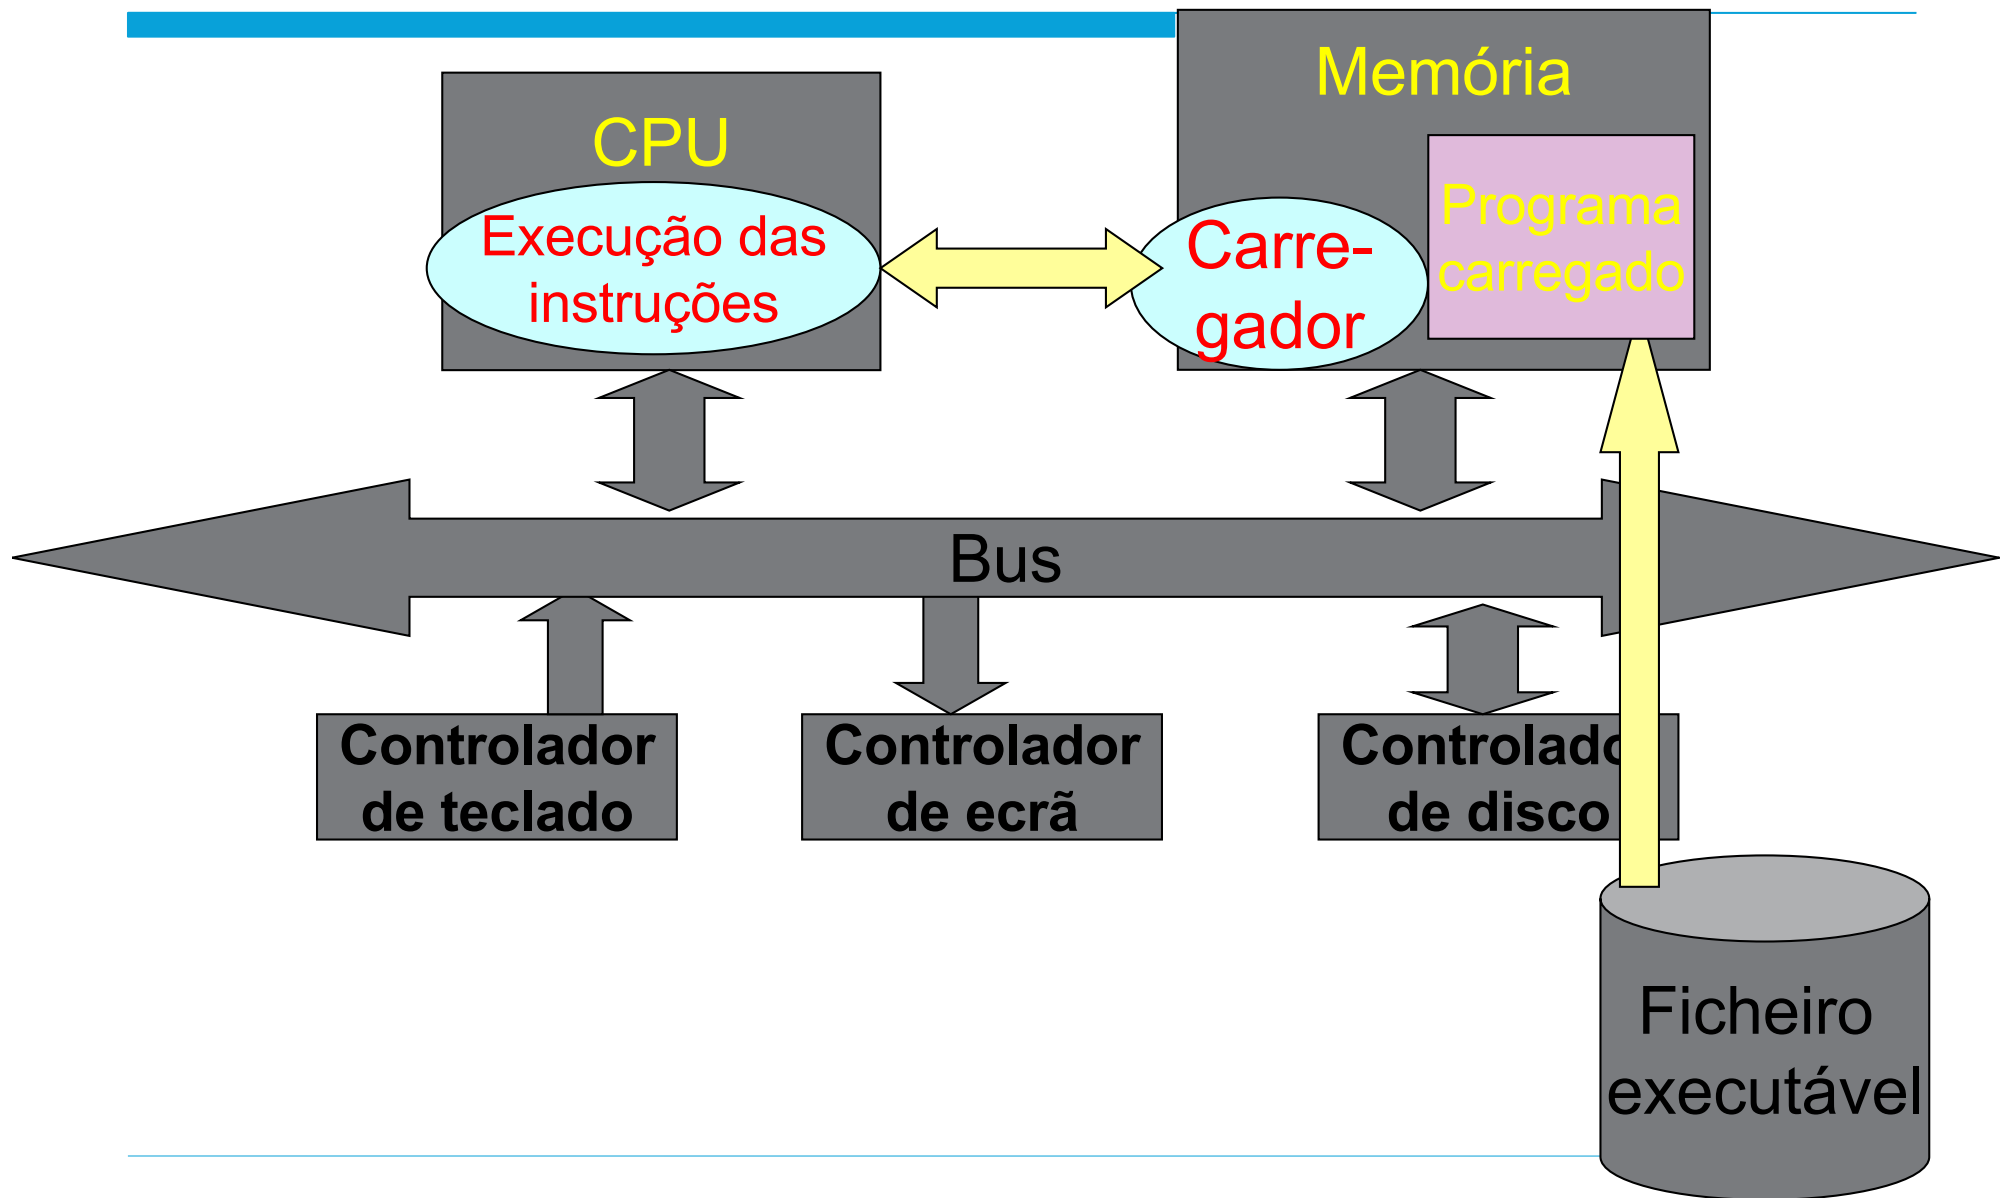 Memória
CPU
Programa
carregado
Execução das
instruções
Carre-
gador
Bus
Controlador
de teclado
Controlador
de ecrã
Controlador
de disco
Ficheiro
executável